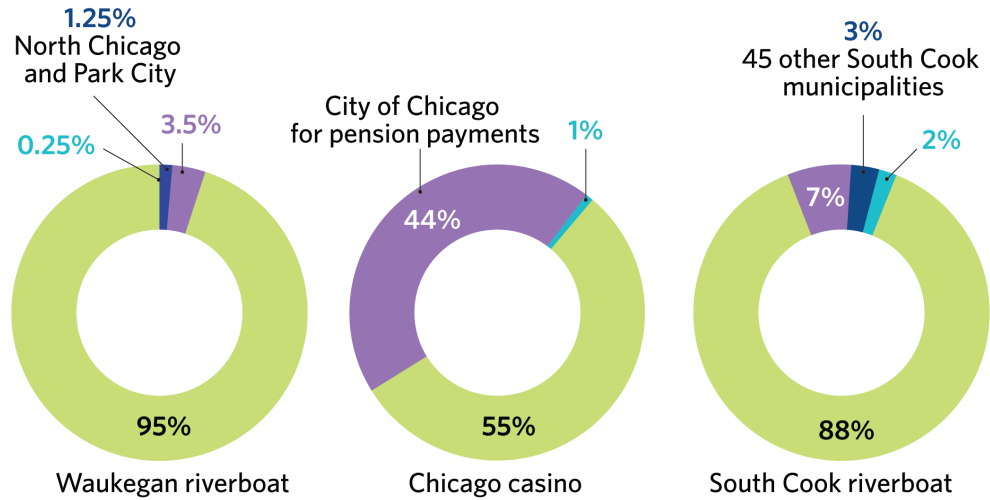 1.25%
North Chicago
and Park City
0.25%
3.5%
95%
Waukegan riverboat
City of Chicago
for pension payments
1%
44%
55%
Chicago casino
3%
45 other South Cook
municipalities
2%
7%
88%
South Cook riverboat